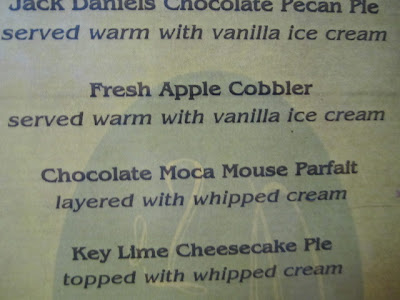 Jack Daniels Chocolate Pecan Pie
served warm with vanilla ice cream
Fresh Apple Cobbler
served warm with vanilla ice cream
Chocolate Moca Mouse Parfait
layered with whipped cream
Key Lime Cheesecake Pie
topped with whipped cream